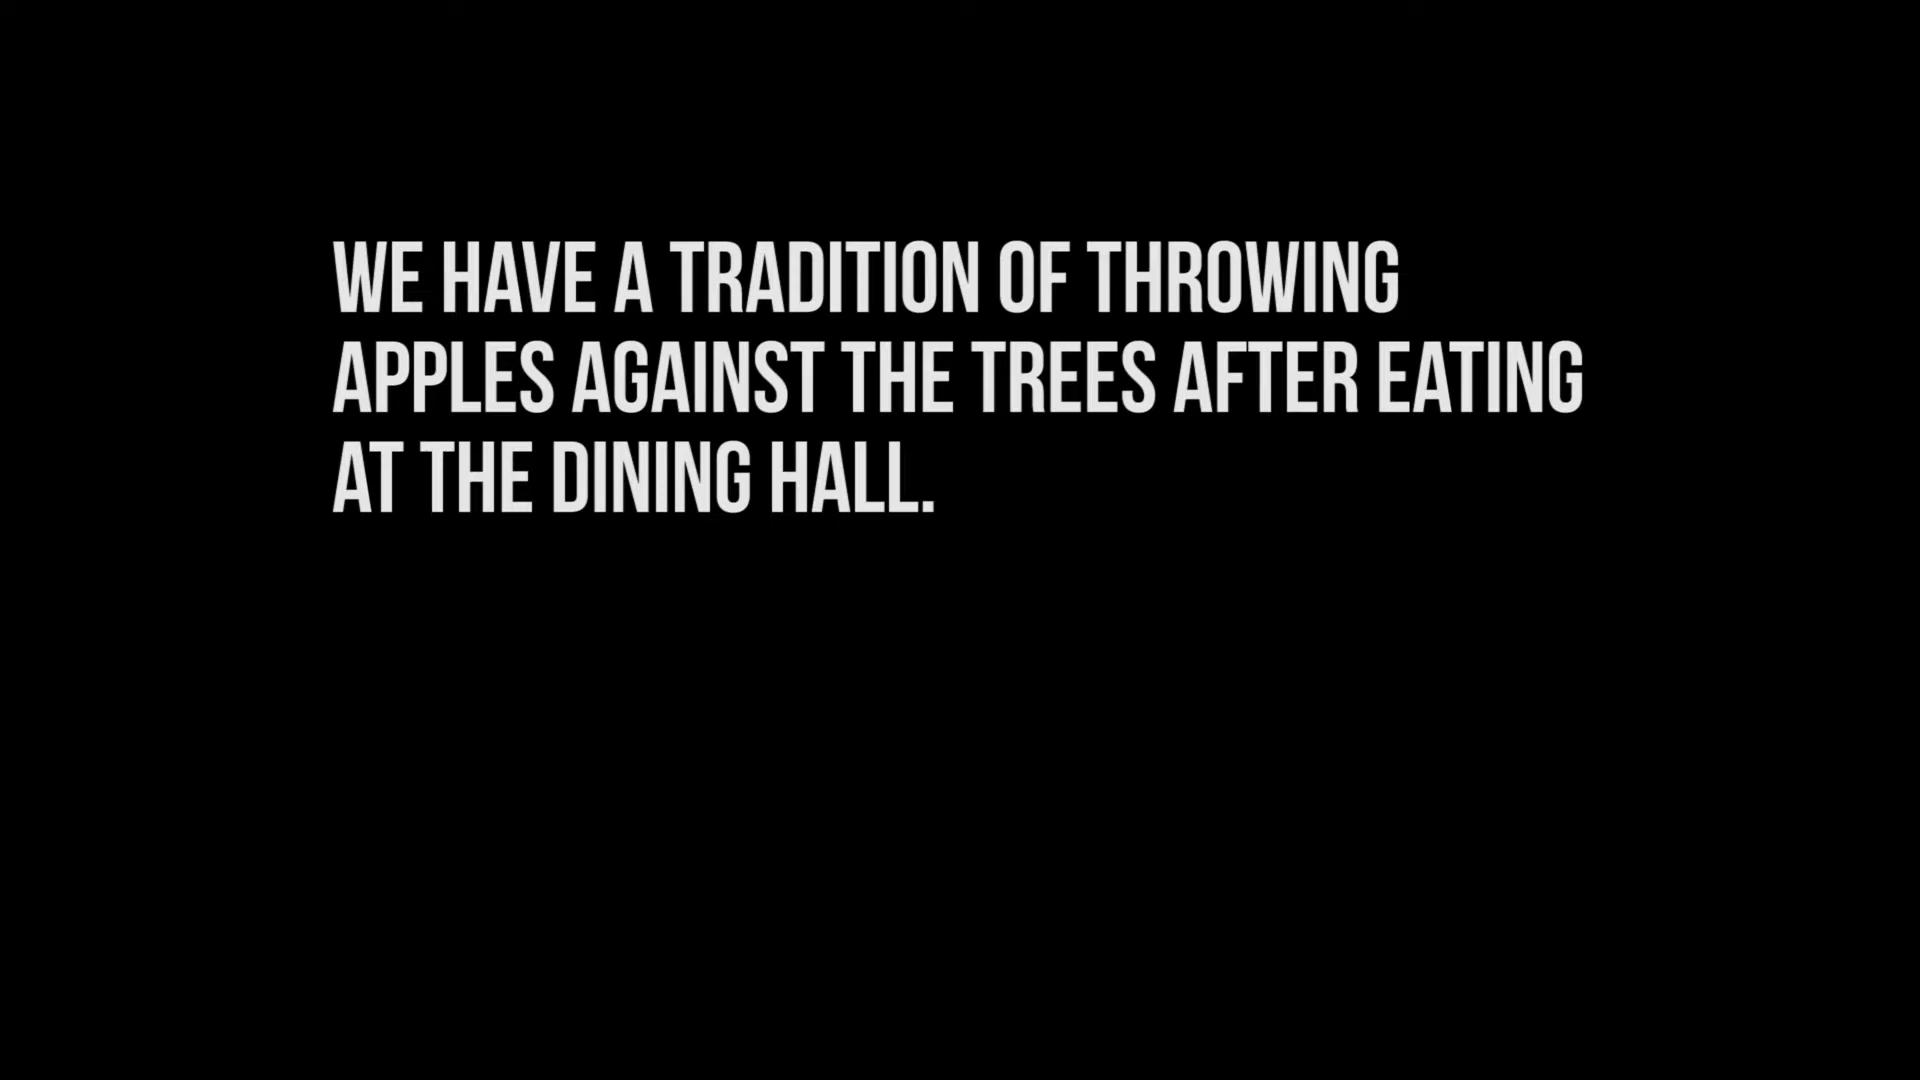 WE HAVE A TRADITION OF THROWING
APPLES AGAINST THE TREES AFTER EATING
AT THE DINING HALL.